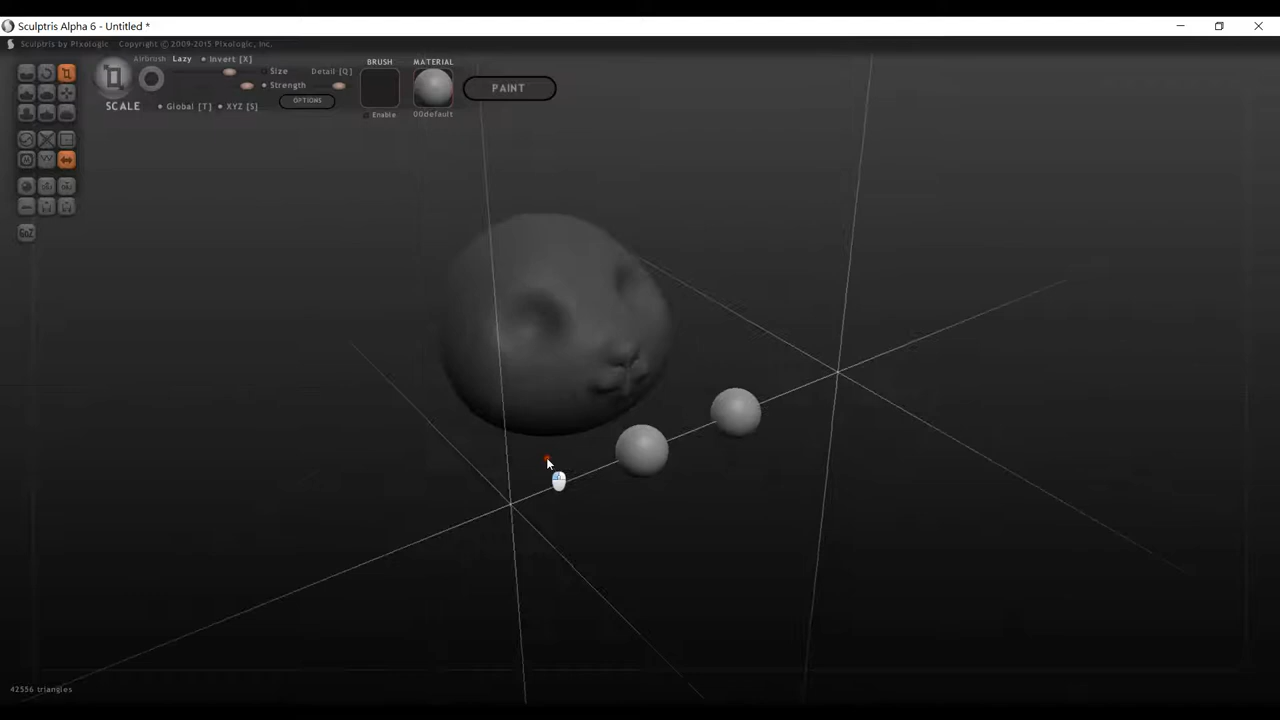 Sculptris Alpha 6 - Untitled *
Sculptris by Pixologic Copyright © 2009-2015 Pixologic, Inc.
Airbrush Lazy Invert [X]
Size Detail [Q]
Strength
SCALE Global [T] XYZ [S] OPTIONS
BRUSH
Enable
MATERIAL
00default
PAINT
GoZ
42556 triangles